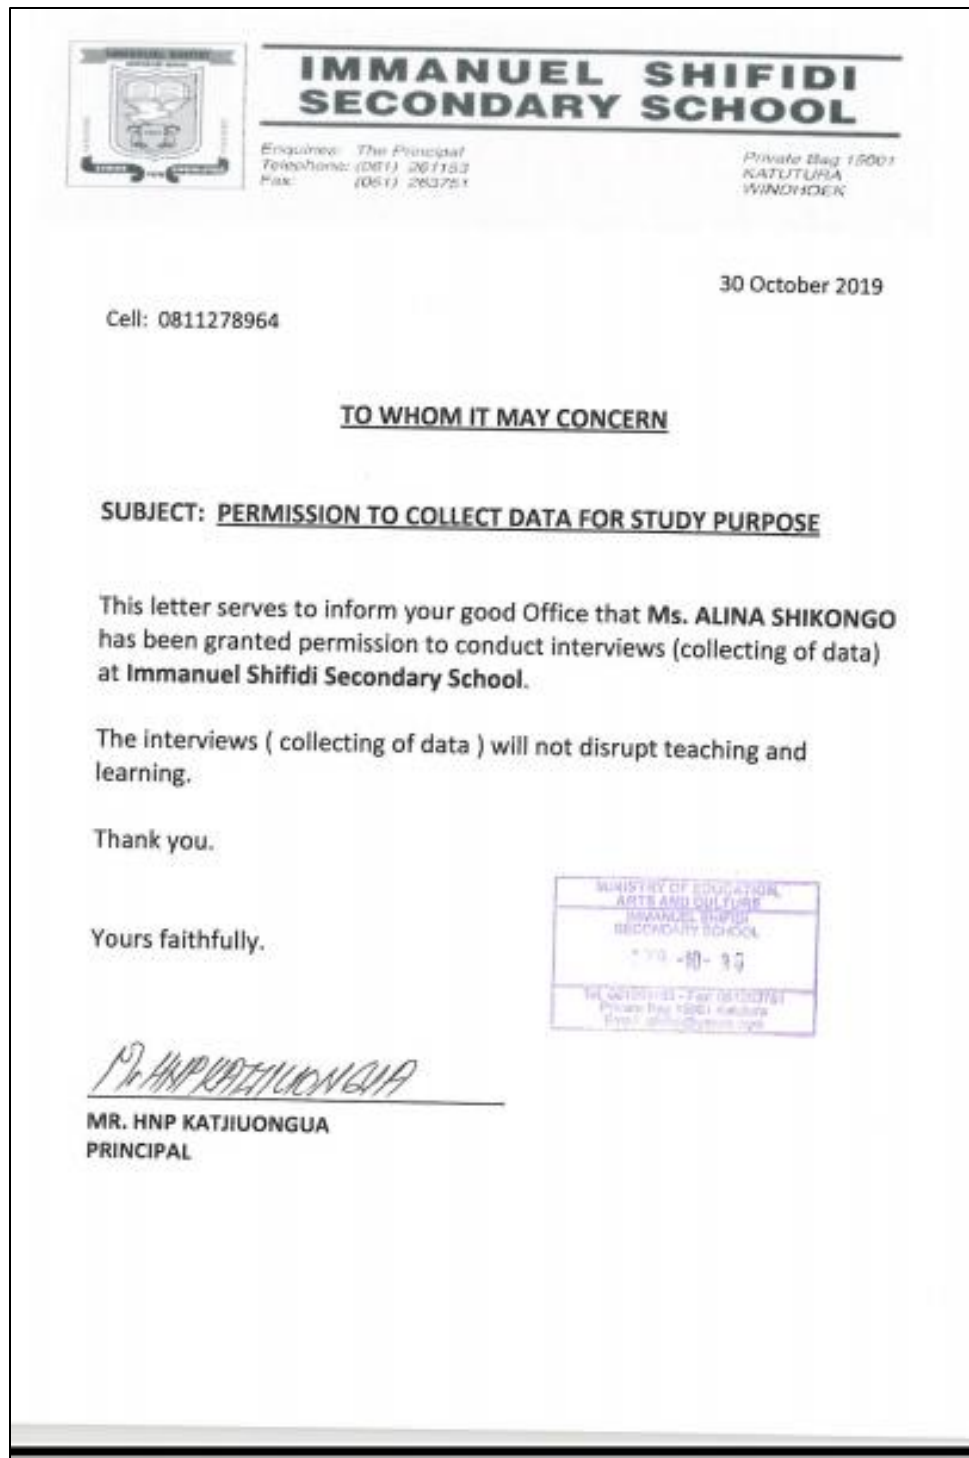 IMMANUEL SHIFIDI
SECONDARY SCHOOL
Enquiries: The Principal
Telephone: (061) 261153
Fax: (061) 263751
Private Bag 15001
KATUTURA
WINDHOEK
30 October 2019
Cell: 0811278964
TO WHOM IT MAY CONCERN
SUBJECT: PERMISSION TO COLLECT DATA FOR STUDY PURPOSE
This letter serves to inform your good Office that Ms. ALINA SHIKONGO
has been granted permission to conduct interviews (collecting of data)
at Immanuel Shifidi Secondary School.
The interviews ( collecting of data ) will not disrupt teaching and
learning.
Thank you.
MINISTRY OF EDUCATION,
ARTS AND CULTURE
IMMANUEL SHIFIDI
SECONDARY SCHOOL
Yours faithfully.
Private Bag 15001 Katutura
Mr HNP KATJIUONGUA
MR. HNP KATJIUONGUA
PRINCIPAL